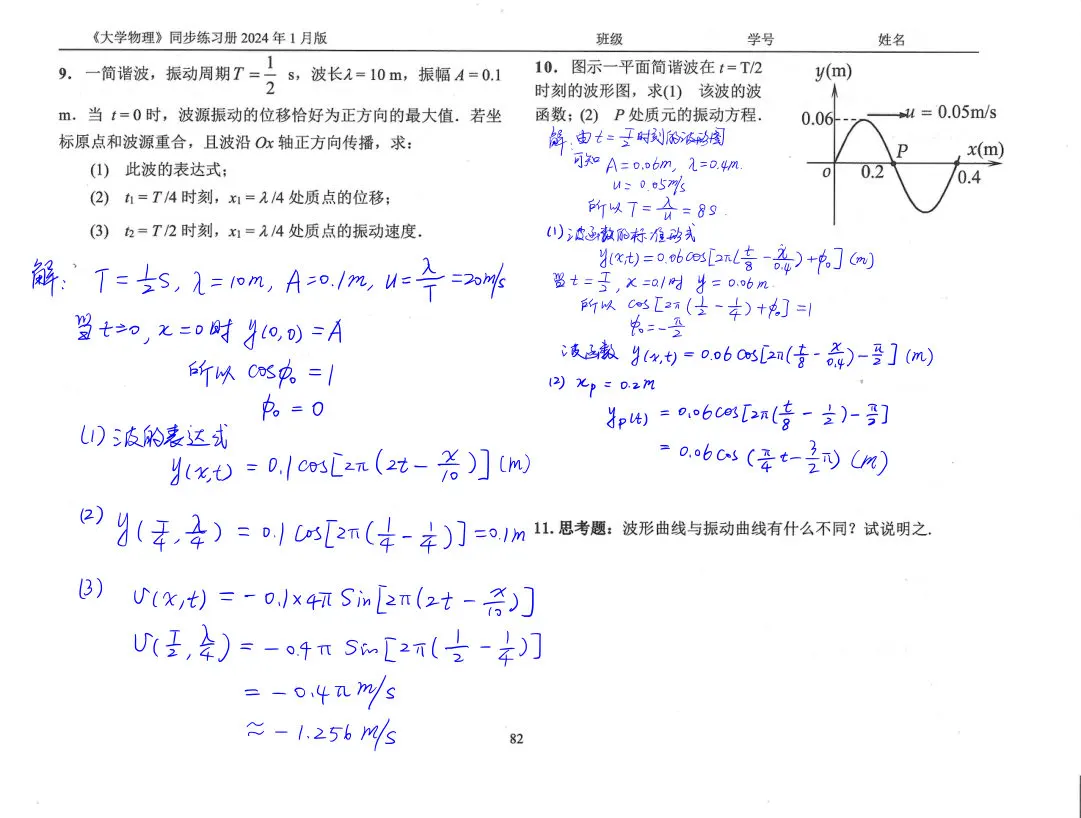 《大学物理》同步练习册 2024 年 1 月版 班级 学号 姓名
9. 一简谐波，振动周期 T = 1/2 s，波长 λ = 10 m，振幅 A = 0.1
m．当 t = 0 时，波源振动的位移恰好为正方向的最大值．若坐
标原点和波源重合，且波沿 Ox 轴正方向传播，求：
(1) 此波的表达式；
(2) t₁ = T /4 时刻，x₁ = λ /4 处质点的位移；
(3) t₂ = T /2 时刻，x₁ = λ /4 处质点的振动速度．
解： T = 1/2 S, λ = 10m, A = 0.1m, u = λ/T = 20m/s
当 t=0, x = 0 时 y(0,0) = A
所以 cosϕ₀ = 1
ϕ₀ = 0
(1) 波的表达式
y(x,t) = 0.1 cos[2π(2t - x/10)] (m)
(2) y(T/4, λ/4) = 0.1 cos[2π(1/4 - 1/4)] = 0.1m
(3) v(x,t) = - 0.1×4π Sin[2π(2t - x/10)]
v(T/2, λ/4) = - 0.4π Sin[2π(1/2 - 1/4)]
= - 0.4π m/s
≈ - 1.256 m/s
10. 图示一平面简谐波在 t = T/2
时刻的波形图，求(1) 该波的波
函数；(2) P 处质元的振动方程．
y(m)
0.06
u = 0.05m/s
P
x(m)
o
0.2
0.4
解：由 t = T/2 时刻的波形图
可知 A = 0.06m, λ = 0.4m.
u = 0.05m/s
所以 T = λ/u = 8S.
(1) 波函数的标准形式
y(x,t) = 0.06 cos[2π(t/8 - x/0.4) + ϕ₀] (m)
当 t = T/2, x = 0.1 时 y = 0.06 m.
所以 cos[2π(1/2 - 1/4) + ϕ₀] = 1
ϕ₀ = - π/2
波函数 y(x,t) = 0.06 cos[2π(t/8 - x/0.4) - π/2] (m)
(2) xₚ = 0.2m
yₚ(t) = 0.06 cos[2π(t/8 - 1/2) - π/2]
= 0.06 cos(π/4 t - 3/2 π) (m)
11. 思考题：波形曲线与振动曲线有什么不同？试说明之．
82